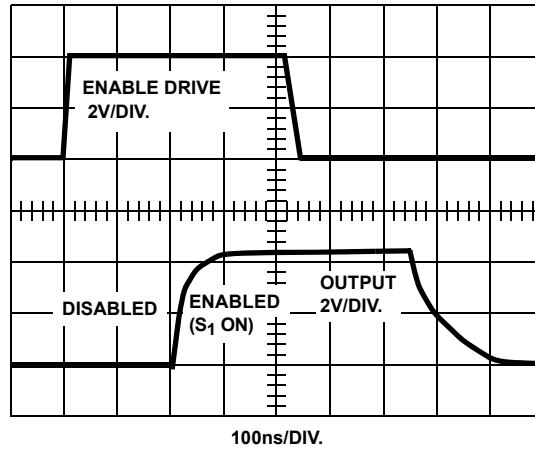 ENABLE DRIVE
2V/DIV.
DISABLED
ENABLED
(S1 ON)
OUTPUT
2V/DIV.
100ns/DIV.